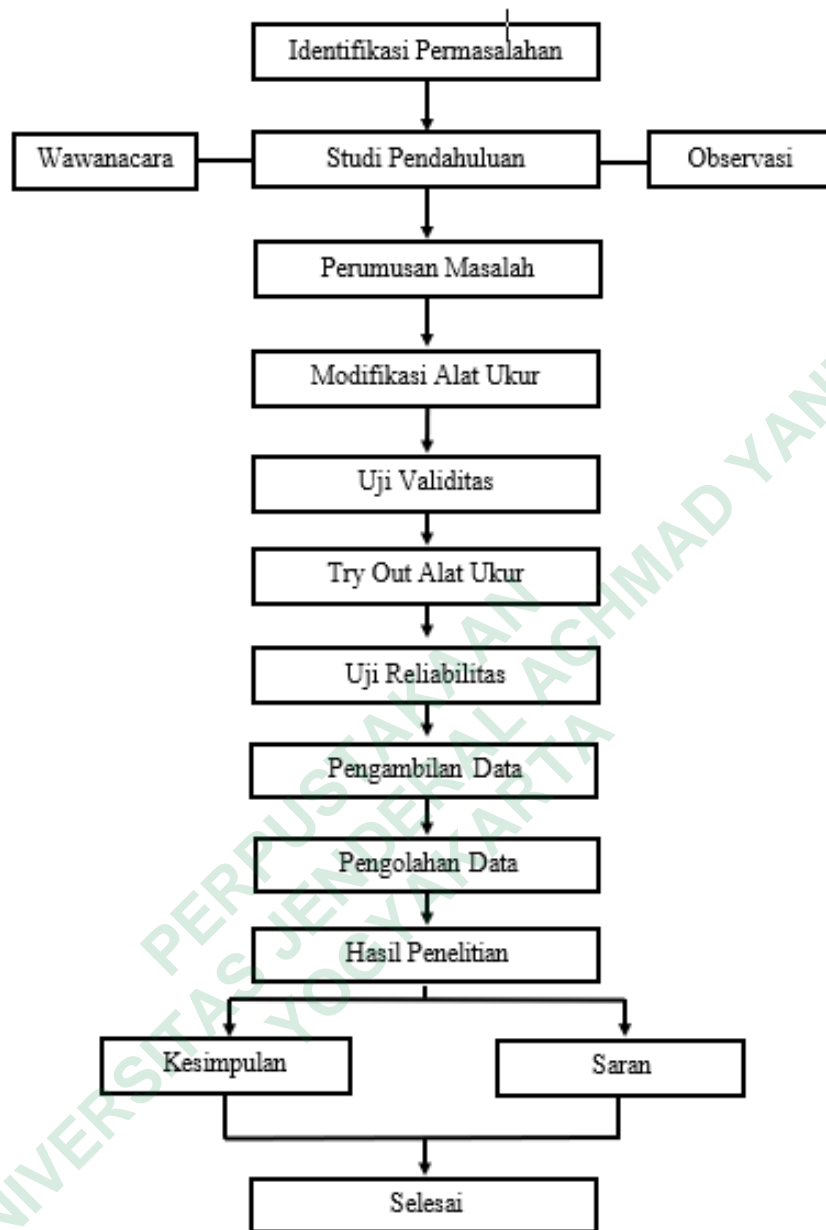 Identifikasi Permasalahan
Wawanacara
Studi Pendahuluan
Observasi
Perumusan Masalah
Modifikasi Alat Ukur
Uji Validitas
Try Out Alat Ukur
Uji Reliabilitas
Pengambilan Data
Pengolahan Data
Hasil Penelitian
Kesimpulan
Saran
Selesai
PERPUSTAKAAN
UNIVERSITAS JENDERAL ACHMAD YANI
YOGYAKARTA